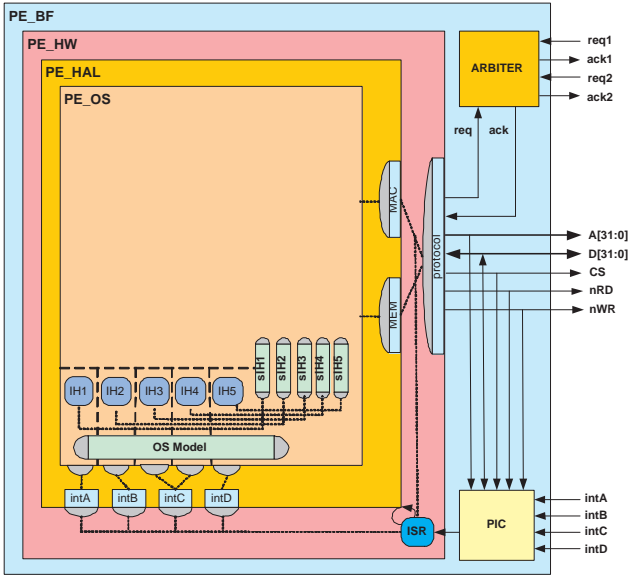 PE_BF
PE_HW
PE_HAL
PE_OS
ARBITER
req1
ack1
req2
ack2
req ack
MAC
protocol
A[31:0]
D[31:0]
CS
nRD
nWR
MEM
sIH1
sIH2
sIH3
sIH4
sIH5
IH1
IH2
IH3
IH4
IH5
OS Model
intA
intB
intC
intD
ISR
PIC
intA
intB
intC
intD